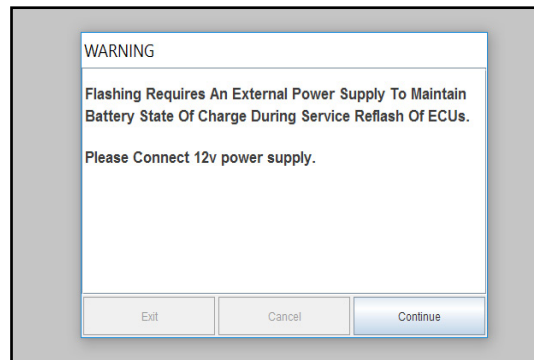 WARNING
Flashing Requires An External Power Supply To Maintain
Battery State Of Charge During Service Reflash Of ECUs.
Please Connect 12v power supply.
Exit
Cancel
Continue